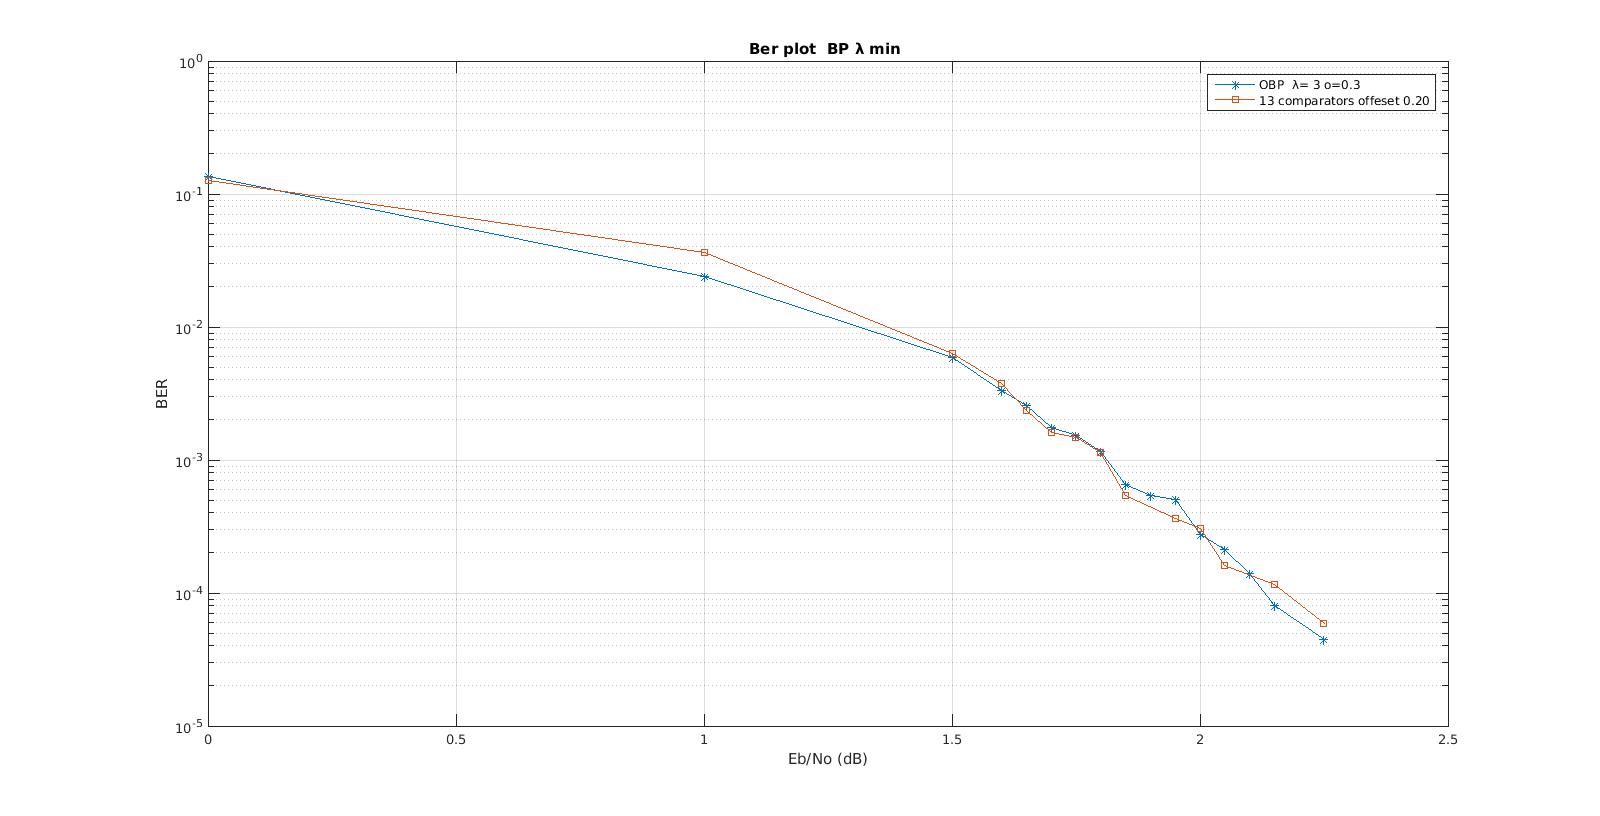 Ber plot  BP λ min
OBP  λ= 3 o=0.3
13 comparators offeset 0.20
10^0
10^-1
10^-2
10^-3
10^-4
10^-5
BER
0 0.5 1 1.5 2 2.5
Eb/No (dB)